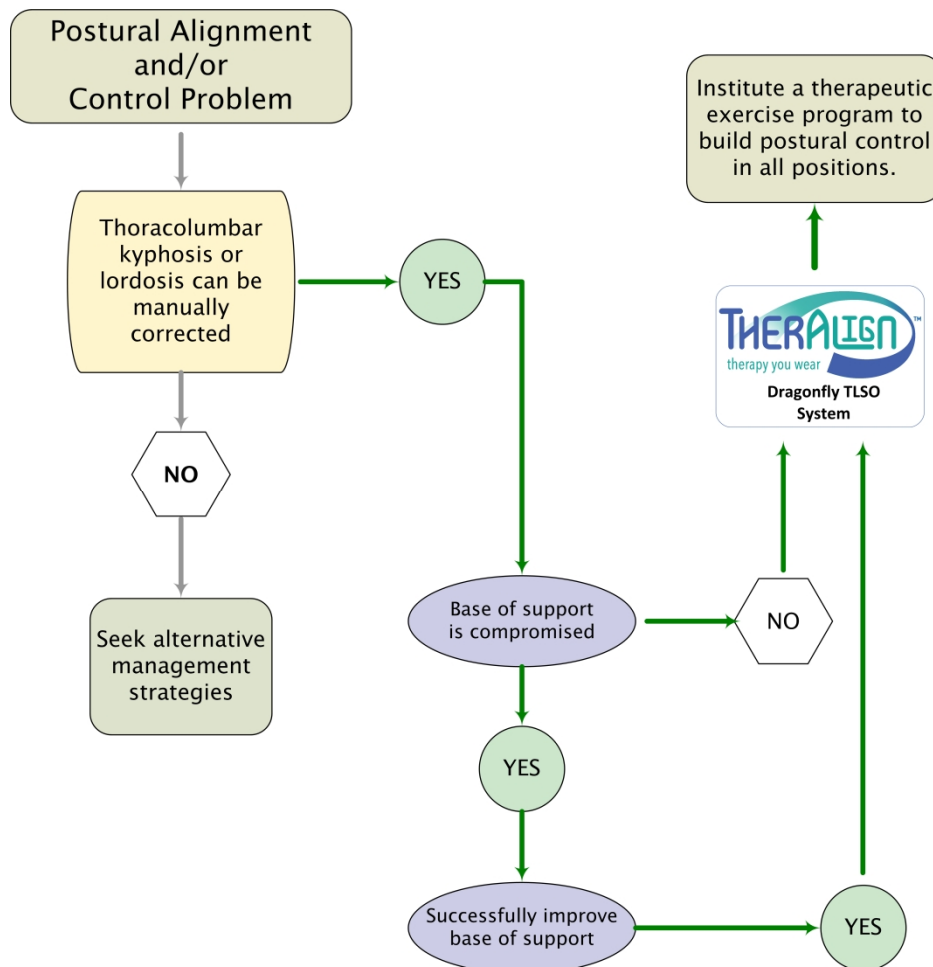 Postural Alignment
and/or
Control Problem
Thoracolumbar
kyphosis or
lordosis can be
manually
corrected
YES
NO
Seek alternative
management
strategies
Base of support
is compromised
NO
YES
Successfully improve
base of support
YES
THERALIGN™
therapy you wear
Dragonfly TLSO
System
Institute a therapeutic
exercise program to
build postural control
in all positions.